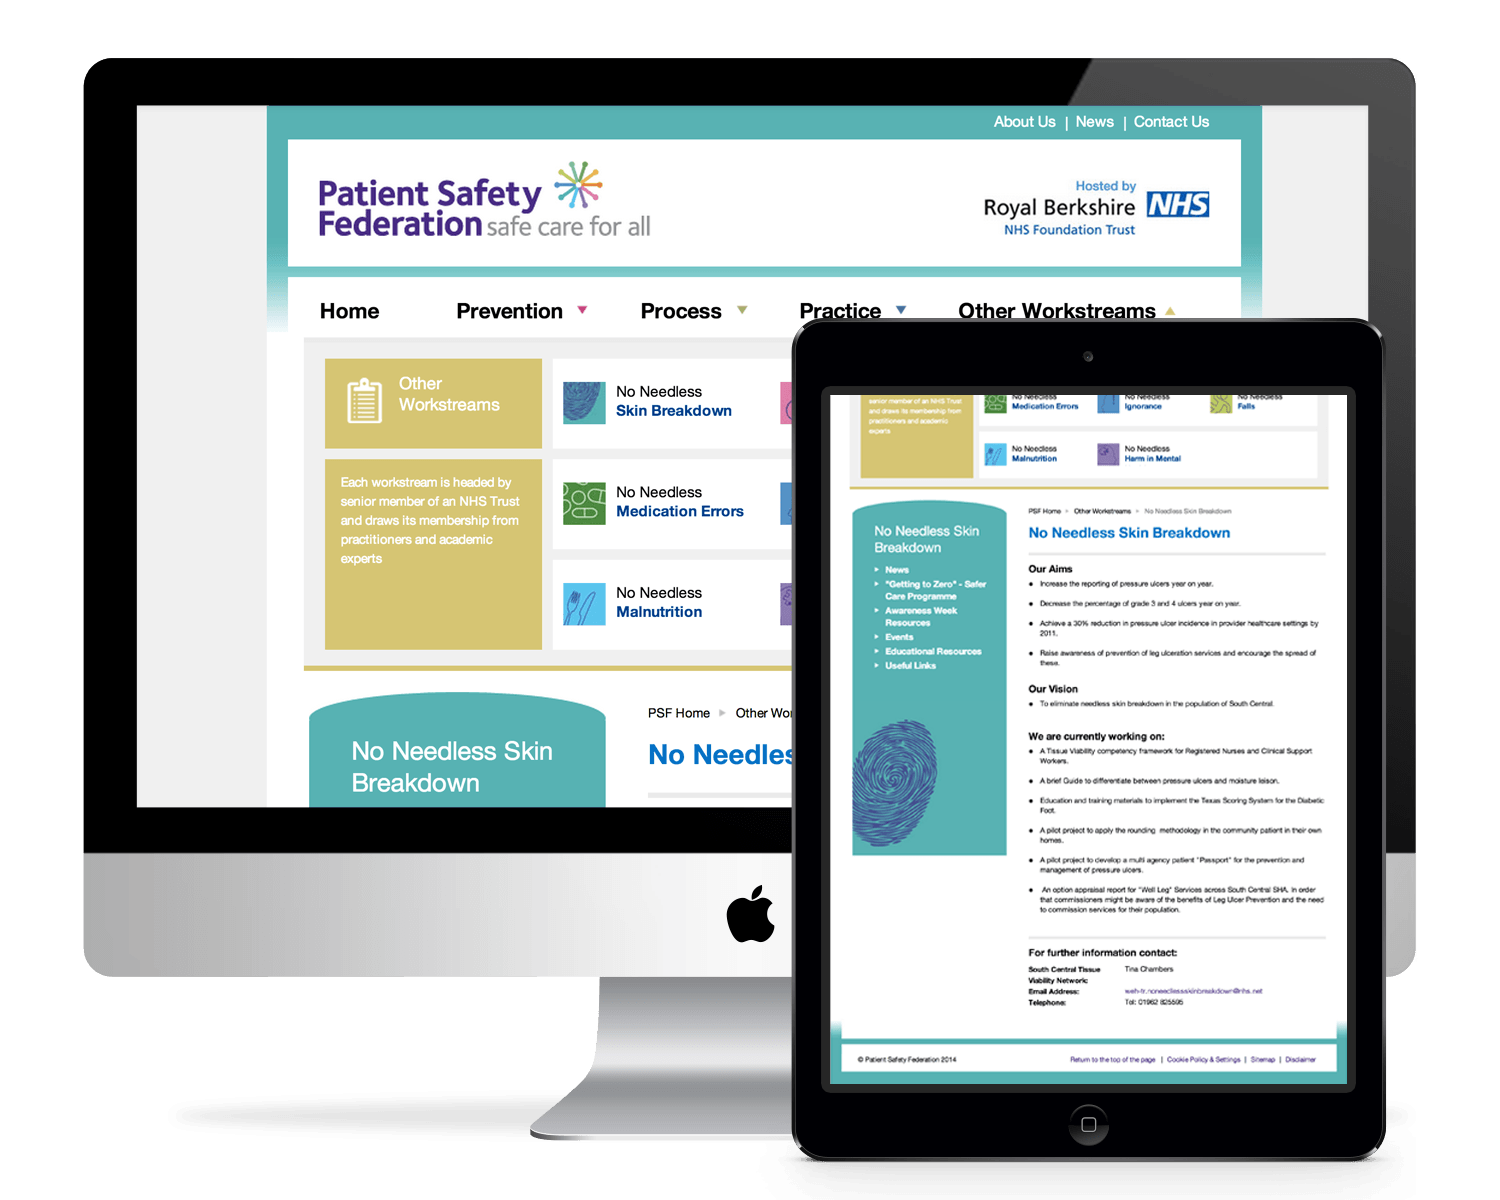 About Us | News | Contact Us
Patient Safety
Federation safe care for all
Hosted by
Royal Berkshire NHS
NHS Foundation Trust
Home Prevention Process Practice Other Workstreams
Other
Workstreams
Each workstream is headed by
senior member of an NHS Trust
and draws its membership from
practitioners and academic
experts
No Needless
Skin Breakdown
No Needless
Medication Errors
No Needless
Malnutrition
No Needless Skin
Breakdown
PSF Home Other Wor
No Needles
senior member of an NHS Trust
and draws its membership from
practitioners and academic
experts
No Needless
Medication Errors
No Needless
Ignorance
No Needless
Falls
No Needless
Malnutrition
No Needless
Harm in Mental
No Needless Skin
Breakdown
News
"Getting to Zero" - Safer
Care Programme
Awareness Week
Resources
Events
Educational Resources
Useful Links
PSF Home Other Workstreams No Needless Skin Breakdown
No Needless Skin Breakdown
Our Aims
Increase the reporting of pressure ulcers year on year.
Decrease the percentage of grade 3 and 4 ulcers year on year.
Achieve a 30% reduction in pressure ulcer incidence in provider healthcare settings by
2011.
Raise awareness of prevention of leg ulceration services and encourage the spread of
these.
Our Vision
To eliminate needless skin breakdown in the population of South Central.
We are currently working on:
A Tissue Viability competency framework for Registered Nurses and Clinical Support
Workers.
A brief Guide to differentiate between pressure ulcers and moisture leison.
Education and training materials to implement the Texas Scoring System for the Diabetic
Foot.
A pilot project to apply the rounding methodology in the community patient in their own
homes.
A pilot project to develop a multi agency patient "Passport" for the prevention and
management of pressure ulcers.
An option appraisal report for "Well Leg" Services across South Central SHA. in order
that commissioners might be aware of the benefits of Leg Ulcer Prevention and the need
to commission services for their population.
For further information contact:
South Central Tissue Tina Chambers
Viability Network:
Email Address:
Telephone: Tel: 01962 825595
© Patient Safety Federation 2014
Return to the top of the page | Cookie Policy & Settings | Sitemap | Disclaimer